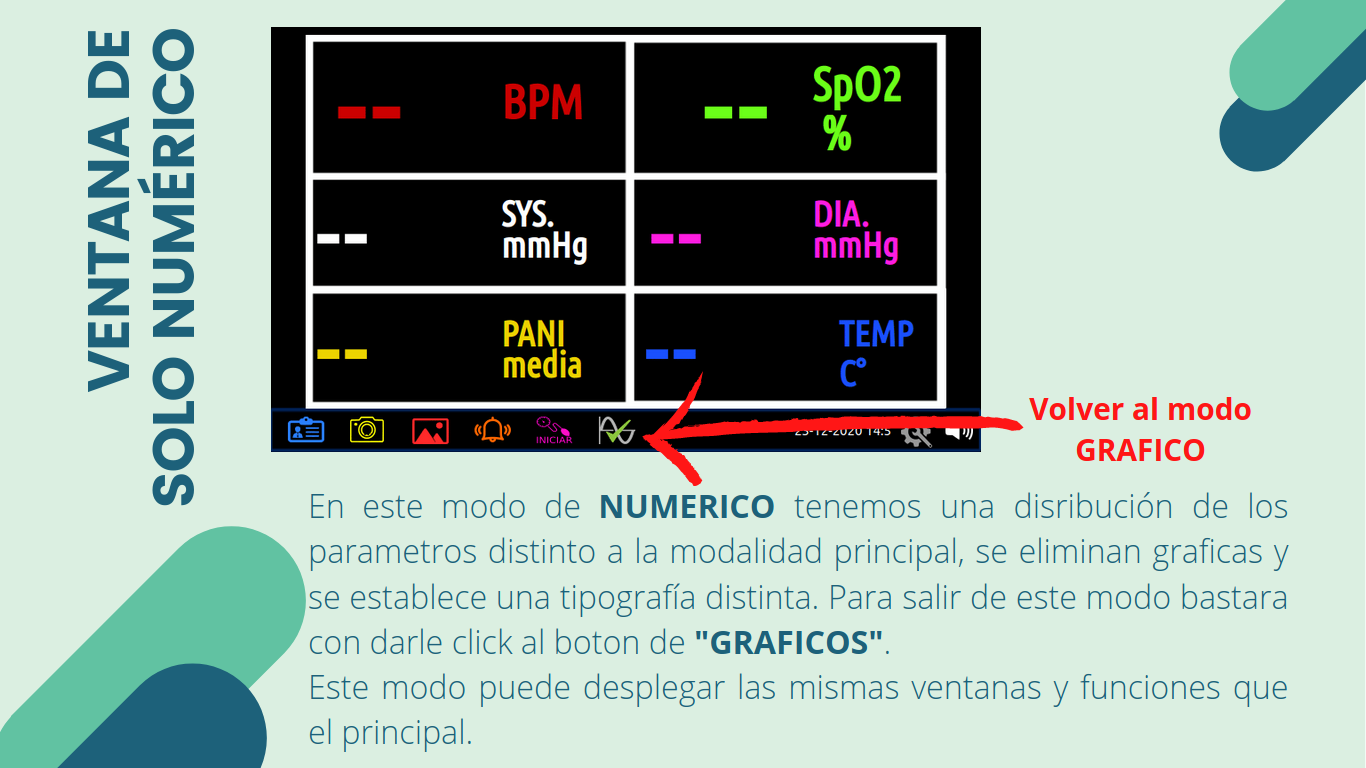 VENTANA DE
SOLO NUMÉRICO
-- BPM
-- SpO2
%
-- SYS.
mmHg
-- DIA.
mmHg
-- PANI
media
-- TEMP
C°
INICIAR
23-12-2020 14:5
Volver al modo
GRAFICO
En este modo de NUMERICO tenemos una disribución de los
parametros distinto a la modalidad principal, se eliminan graficas y
se establece una tipografía distinta. Para salir de este modo bastara
con darle click al boton de "GRAFICOS".
Este modo puede desplegar las mismas ventanas y funciones que
el principal.